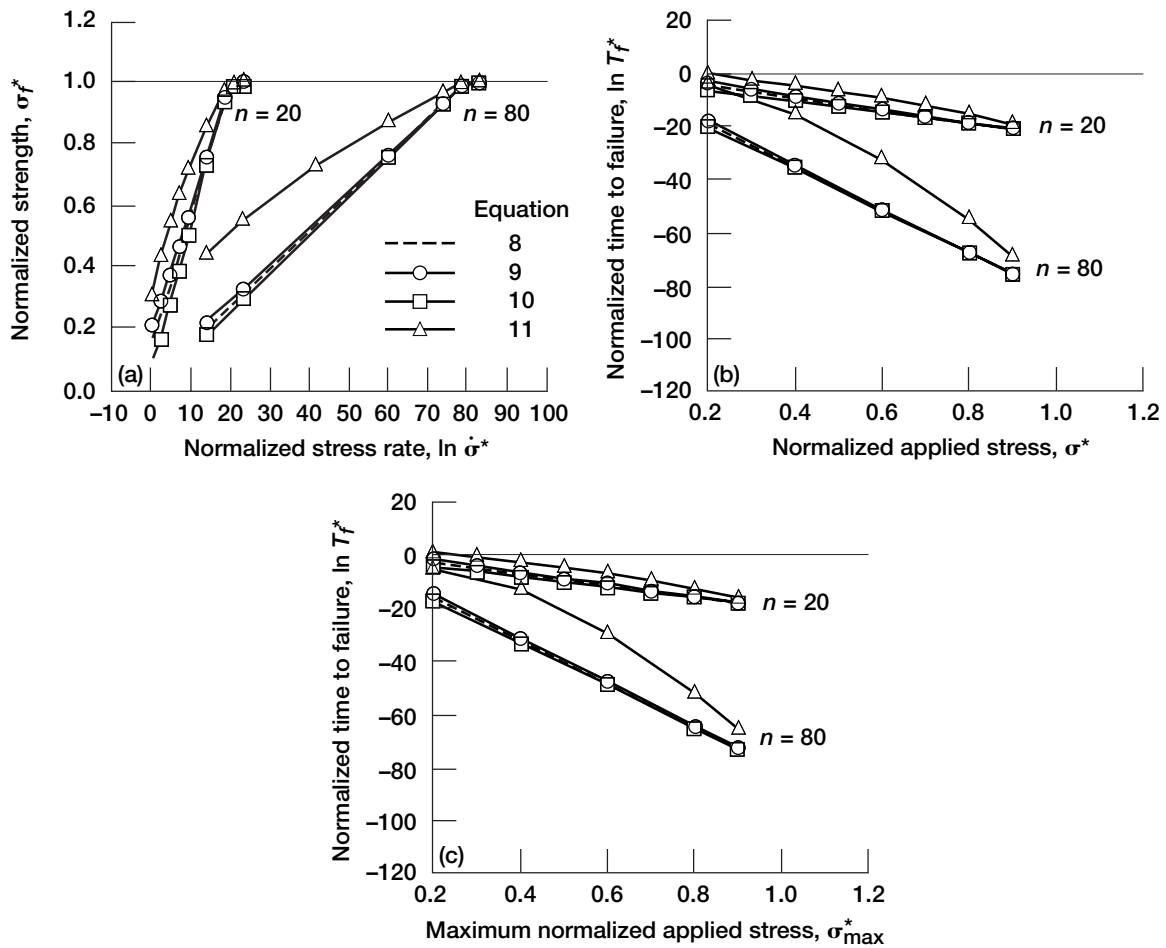 Normalized strength, σf*
1.2
1.0
0.8
0.6
0.4
0.2
0.0
n = 20
n = 80
Equation
8
9
10
11
(a)
–10 0 10 20 30 40 50 60 70 80 90 100
Normalized stress rate, ln σ̇*
Normalized time to failure, ln Tf*
20
0
–20
–40
–60
–80
–100
–120
n = 20
n = 80
(b)
0.2 0.4 0.6 0.8 1.0 1.2
Normalized applied stress, σ*
Normalized time to failure, ln Tf*
20
0
–20
–40
–60
–80
–100
–120
n = 20
n = 80
(c)
0.2 0.4 0.6 0.8 1.0 1.2
Maximum normalized applied stress, σ*max